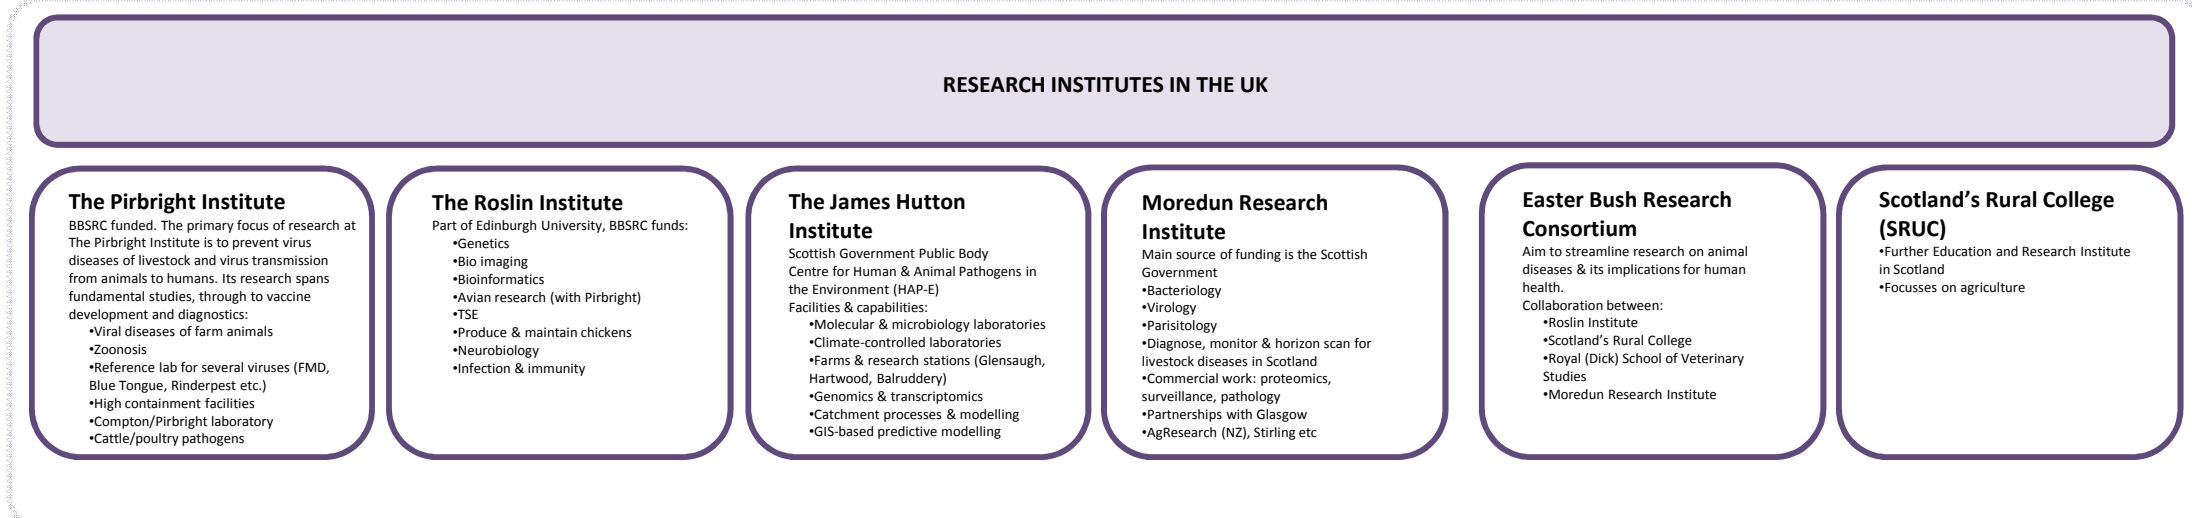 RESEARCH INSTITUTES IN THE UK
The Pirbright Institute
BBSRC funded. The primary focus of research at
The Pirbright Institute is to prevent virus
diseases of livestock and virus transmission
from animals to humans. Its research spans
fundamental studies, through to vaccine
development and diagnostics:
•Viral diseases of farm animals
•Zoonosis
•Reference lab for several viruses (FMD,
Blue Tongue, Rinderpest etc.)
•High containment facilities
•Compton/Pirbright laboratory
•Cattle/poultry pathogens
The Roslin Institute
Part of Edinburgh University, BBSRC funds:
•Genetics
•Bio imaging
•Bioinformatics
•Avian research (with Pirbright)
•TSE
•Produce & maintain chickens
•Neurobiology
•Infection & immunity
The James Hutton
Institute
Scottish Government Public Body
Centre for Human & Animal Pathogens in
the Environment (HAP-E)
Facilities & capabilities:
•Molecular & microbiology laboratories
•Climate-controlled laboratories
•Farms & research stations (Glensaugh,
Hartwood, Balruddery)
•Genomics & transcriptomics
•Catchment processes & modelling
•GIS-based predictive modelling
Moredun Research
Institute
Main source of funding is the Scottish
Government
•Bacteriology
•Virology
•Parisitology
•Diagnose, monitor & horizon scan for
livestock diseases in Scotland
•Commercial work: proteomics,
surveillance, pathology
•Partnerships with Glasgow
•AgResearch (NZ), Stirling etc
Easter Bush Research
Consortium
Aim to streamline research on animal
diseases & its implications for human
health.
Collaboration between:
•Roslin Institute
•Scotland's Rural College
•Royal (Dick) School of Veterinary
Studies
•Moredun Research Institute
Scotland's Rural College
(SRUC)
•Further Education and Research Institute
in Scotland
•Focusses on agriculture